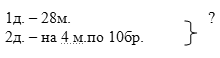 1д. – 28м. ?
2д. – на 4 м.по 10бр.